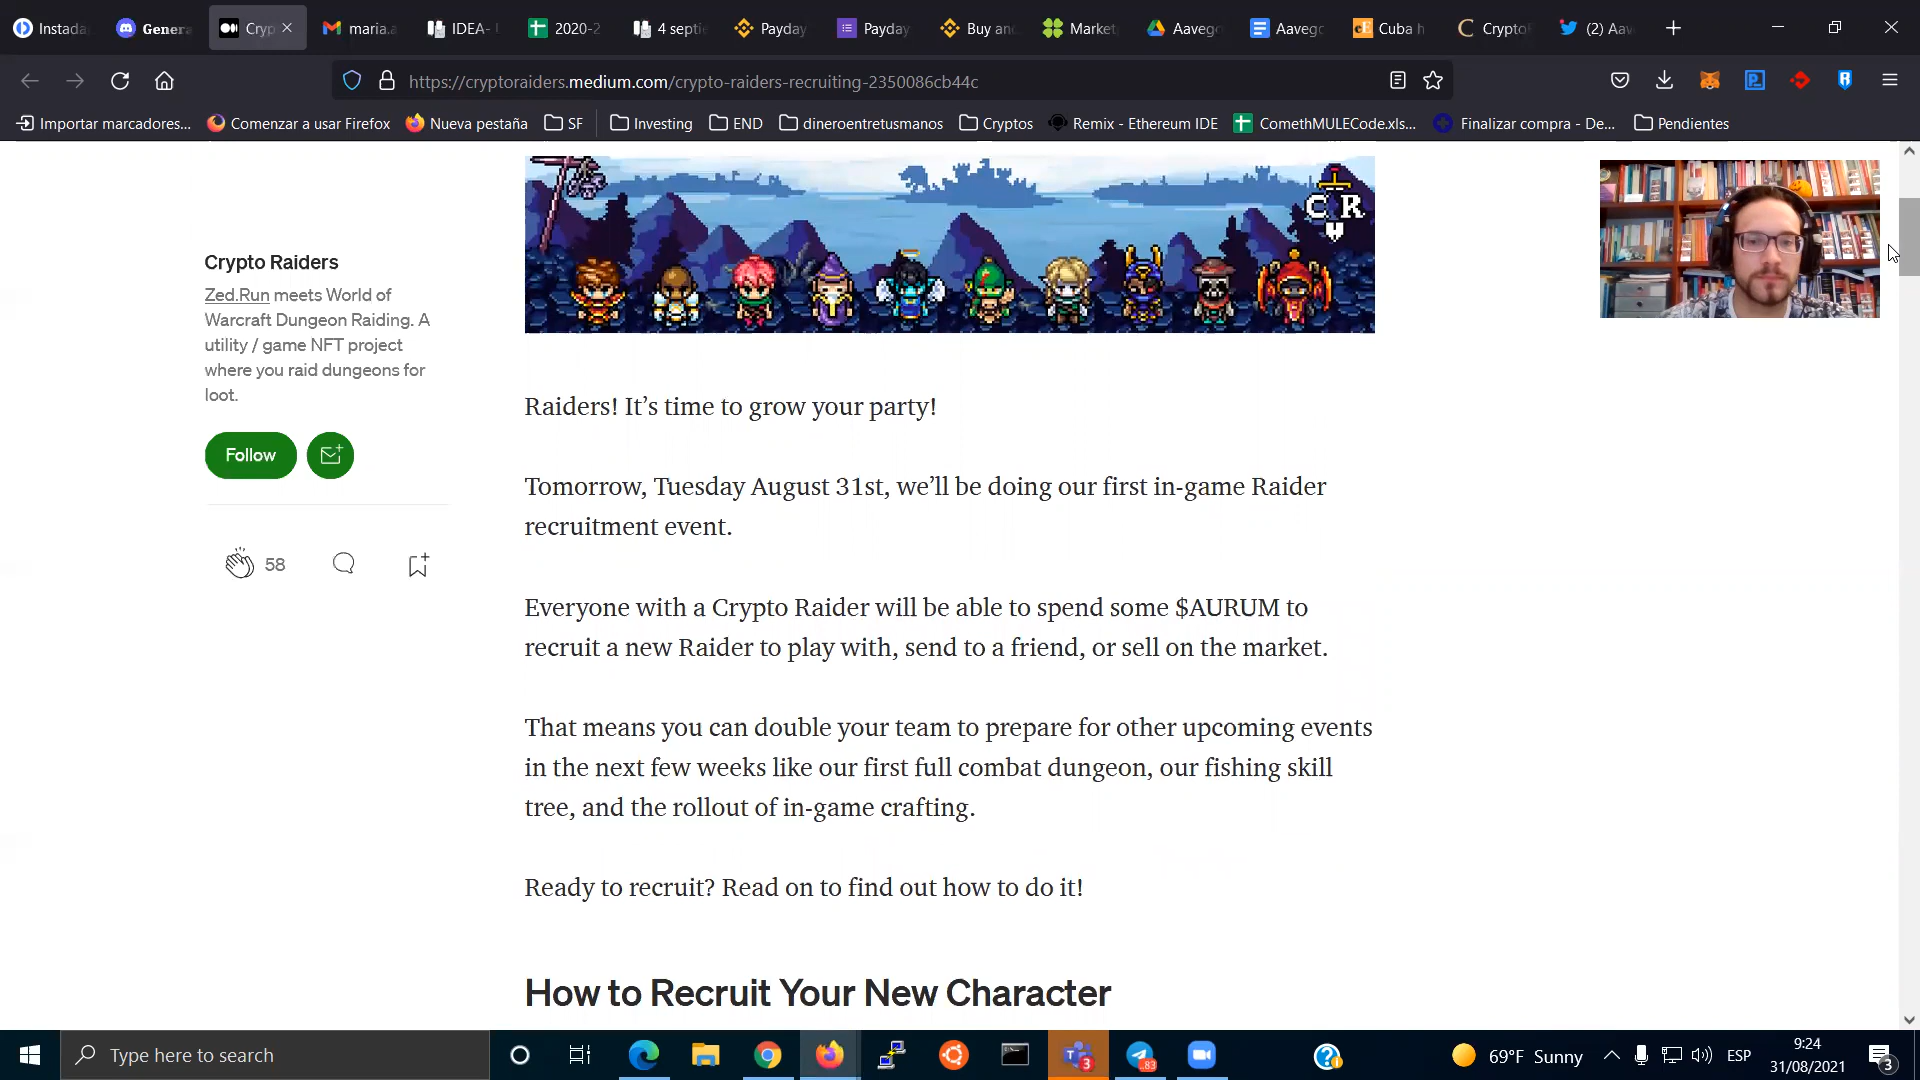 Instada
Genera
Cryp
maria.a
IDEA-
2020-2
4 septie
Payday
Payday
Buy and
Market
Aavego
Aavego
Cuba h
Crypto
(2) Aav
https://cryptoraiders.medium.com/crypto-raiders-recruiting-2350086cb44c
Importar marcadores...
Comenzar a usar Firefox
Nueva pestaña
SF
Investing
END
dineroentretusmanos
Cryptos
Remix - Ethereum IDE
ComethMULECode.xls...
Finalizar compra - De...
Pendientes
C R
Crypto Raiders
Zed.Run meets World of
Warcraft Dungeon Raiding. A
utility / game NFT project
where you raid dungeons for
loot.
Follow
58
Raiders! It’s time to grow your party!
Tomorrow, Tuesday August 31st, we’ll be doing our first in-game Raider
recruitment event.
Everyone with a Crypto Raider will be able to spend some $AURUM to
recruit a new Raider to play with, send to a friend, or sell on the market.
That means you can double your team to prepare for other upcoming events
in the next few weeks like our first full combat dungeon, our fishing skill
tree, and the rollout of in-game crafting.
Ready to recruit? Read on to find out how to do it!
How to Recruit Your New Character
Type here to search
3
83
69°F Sunny
ESP
9:24
31/08/2021
3